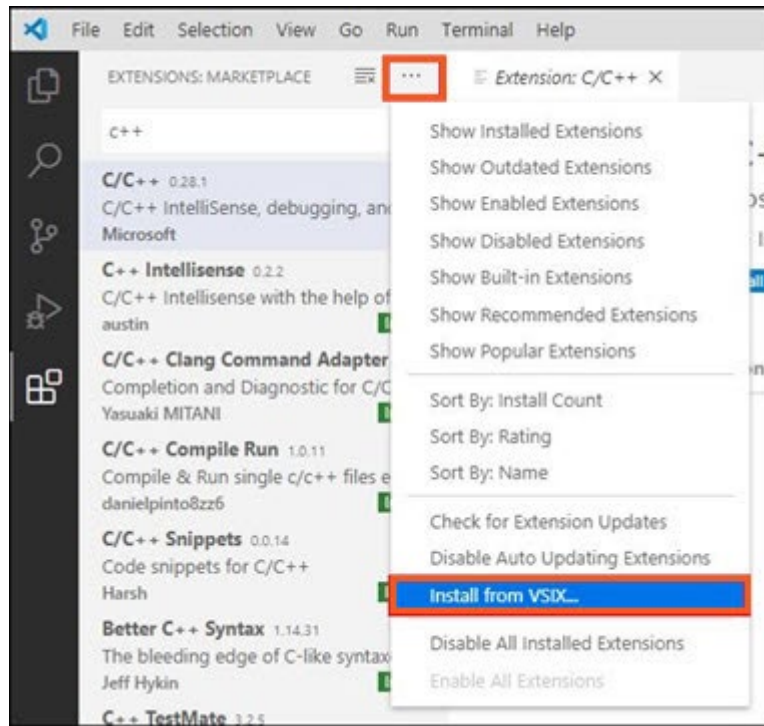 File Edit Selection View Go Run Terminal Help
EXTENSIONS: MARKETPLACE
... Extension: C/C++ ×
c++
C/C++ 0.28.1
C/C++ IntelliSense, debugging, an
Microsoft
C++ Intellisense 0.2.2
C/C++ Intellisense with the help of
austin
C/C++ Clang Command Adapter
Completion and Diagnostic for C/C
Yasuaki MITANI
C/C++ Compile Run 1.0.11
Compile & Run single c/c++ files e
danielpinto8zz6
C/C++ Snippets 0.0.14
Code snippets for C/C++
Harsh
Better C++ Syntax 1.14.31
The bleeding edge of C-like syntax
Jeff Hykin
C++ TestMate 3.2.5
Show Installed Extensions
Show Outdated Extensions
Show Enabled Extensions
Show Disabled Extensions
Show Built-in Extensions
Show Recommended Extensions
Show Popular Extensions
Sort By: Install Count
Sort By: Rating
Sort By: Name
Check for Extension Updates
Disable Auto Updating Extensions
Install from VSIX...
Disable All Installed Extensions
Enable All Extensions